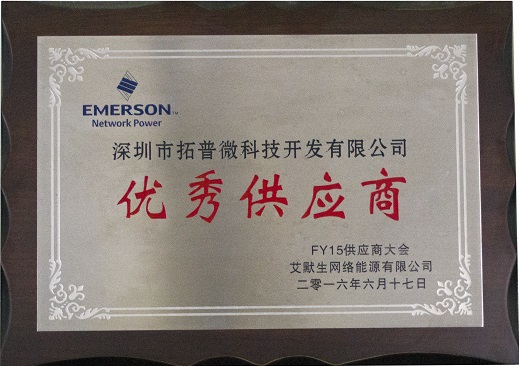 EMERSON™
Network Power
深圳市拓普微科技开发有限公司
优秀供应商
FY15供应商大会
艾默生网络能源有限公司
二零一六年六月十七日